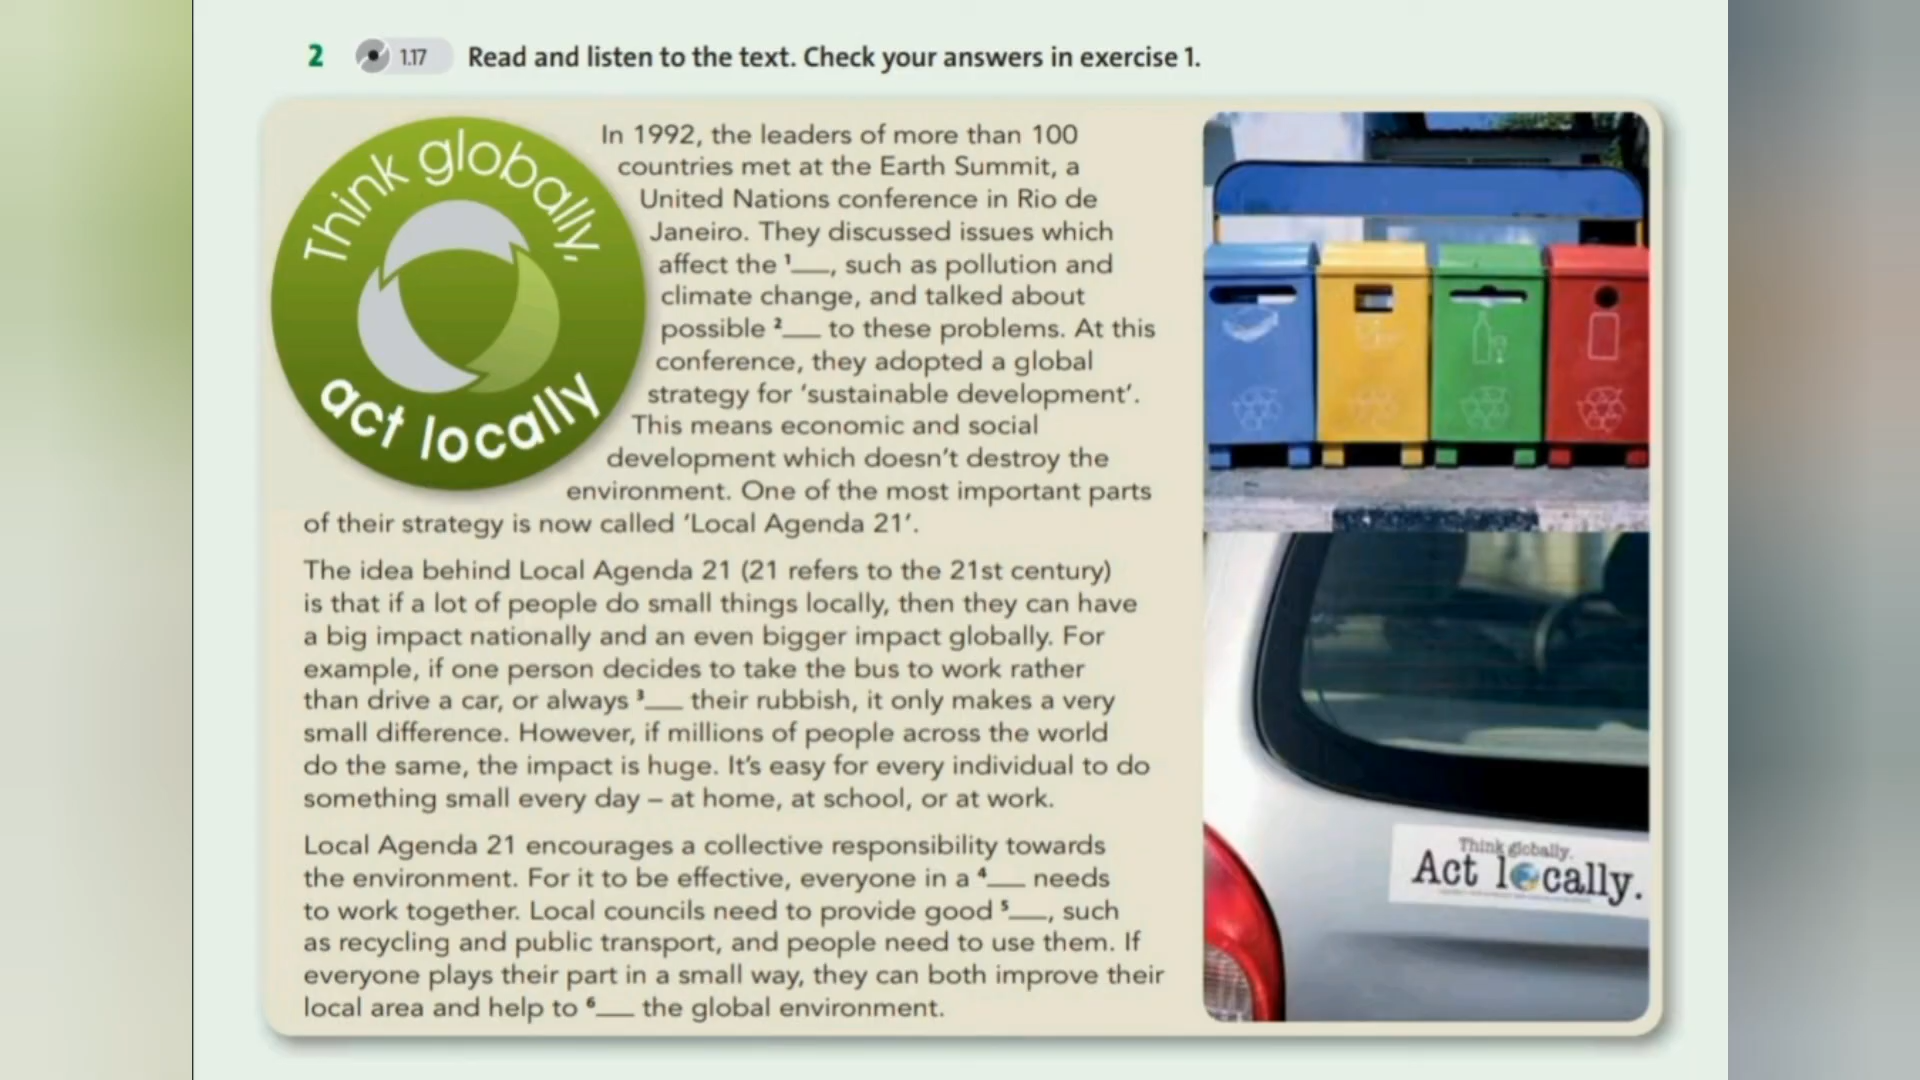 2 1.17 Read and listen to the text. Check your answers in exercise 1.
Think globally,
act locally
In 1992, the leaders of more than 100
countries met at the Earth Summit, a
United Nations conference in Rio de
Janeiro. They discussed issues which
affect the ¹___, such as pollution and
climate change, and talked about
possible ²___ to these problems. At this
conference, they adopted a global
strategy for ‘sustainable development’.
This means economic and social
development which doesn’t destroy the
environment. One of the most important parts
of their strategy is now called ‘Local Agenda 21’.
The idea behind Local Agenda 21 (21 refers to the 21st century)
is that if a lot of people do small things locally, then they can have
a big impact nationally and an even bigger impact globally. For
example, if one person decides to take the bus to work rather
than drive a car, or always ³___ their rubbish, it only makes a very
small difference. However, if millions of people across the world
do the same, the impact is huge. It’s easy for every individual to do
something small every day – at home, at school, or at work.
Local Agenda 21 encourages a collective responsibility towards
the environment. For it to be effective, everyone in a ⁴___ needs
to work together. Local councils need to provide good ⁵___, such
as recycling and public transport, and people need to use them. If
everyone plays their part in a small way, they can both improve their
local area and help to ⁶___ the global environment.
Think globally.
Act locally.